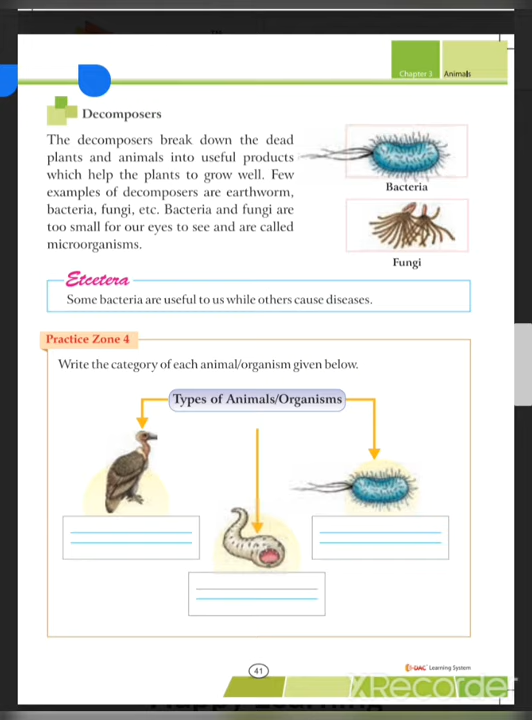 Chapter 3 Animals
Decomposers
The decomposers break down the dead
plants and animals into useful products
which help the plants to grow well. Few
examples of decomposers are earthworm,
bacteria, fungi, etc. Bacteria and fungi are
too small for our eyes to see and are called
microorganisms.
Bacteria
Fungi
Etcetera
Some bacteria are useful to us while others cause diseases.
Practice Zone 4
Write the category of each animal/organism given below.
Types of Animals/Organisms
41
Learning System
XRecorder